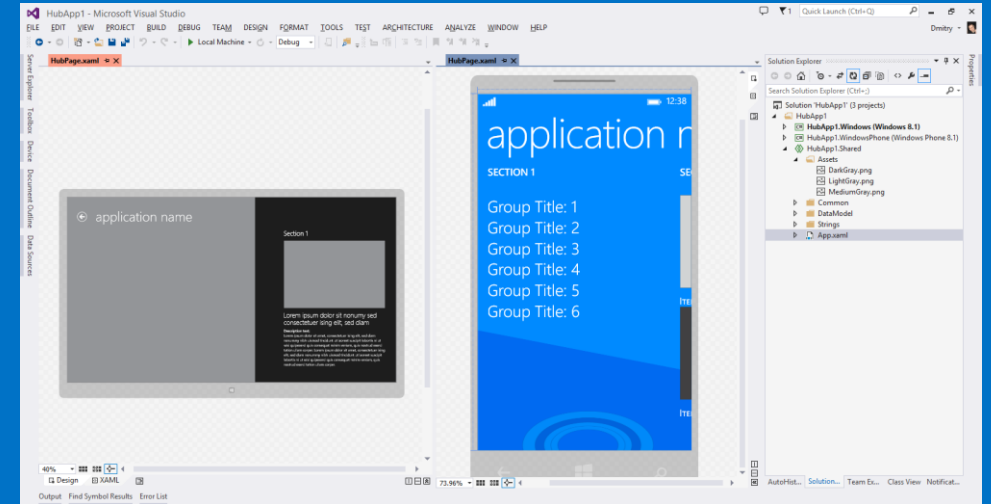 HubApp1 - Microsoft Visual Studio
1
Quick Launch (Ctrl+Q)
FILE EDIT VIEW PROJECT BUILD DEBUG TEAM DESIGN FORMAT TOOLS TEST ARCHITECTURE ANALYZE WINDOW HELP
Dmitry
Local Machine
Debug
Server Explorer
Toolbox
Device
Document Outline
Data Sources
HubPage.xaml
application name
Section 1
Lorem ipsum dolor sit nonumy sed
consectetuer ising elit, sed diam
Description text:
40%
Design
XAML
HubPage.xaml
12:38
application r
SECTION 1
SE
Group Title: 1
Group Title: 2
Group Title: 3
Group Title: 4
Group Title: 5
Group Title: 6
ITE
ITE
73.96%
Solution Explorer
Search Solution Explorer (Ctrl+;)
Solution 'HubApp1' (3 projects)
HubApp1
HubApp1.Windows (Windows 8.1)
HubApp1.WindowsPhone (Windows Phone 8.1)
HubApp1.Shared
Assets
DarkGray.png
LightGray.png
MediumGray.png
Common
DataModel
Strings
App.xaml
Properties
AutoHist... Solution... Team Ex... Class View Notificat...
Output Find Symbol Results Error List